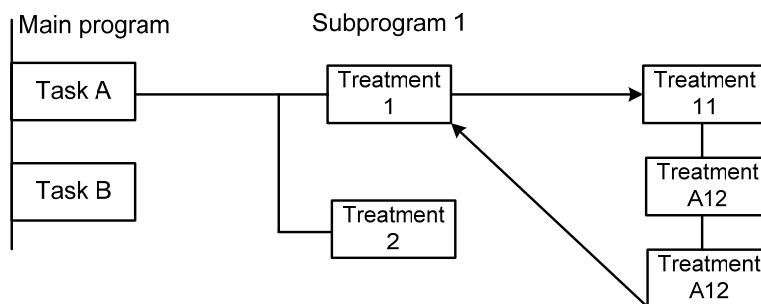 Main program
Subprogram 1
Task A
Treatment
1
Treatment
11
Task B
Treatment
A12
Treatment
2
Treatment
A12